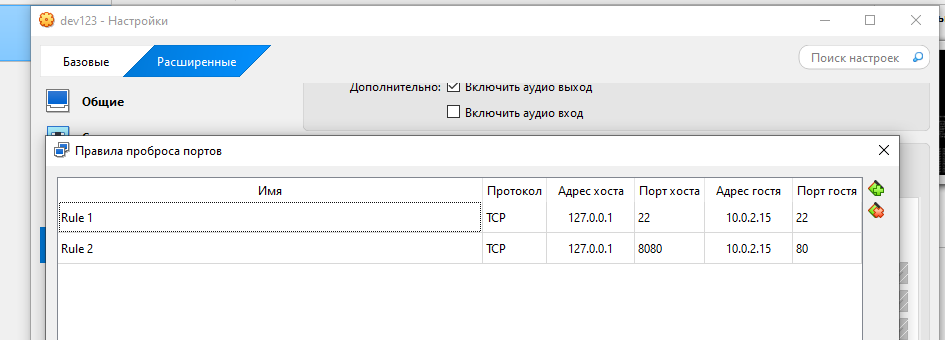 dev123 - Настройки
Базовые Расширенные Поиск настроек
Общие
Дополнительно: Включить аудио выход
Включить аудио вход
Правила проброса портов
Имя Протокол Адрес хоста Порт хоста Адрес гостя Порт гостя
Rule 1 TCP 127.0.0.1 22 10.0.2.15 22
Rule 2 TCP 127.0.0.1 8080 10.0.2.15 80